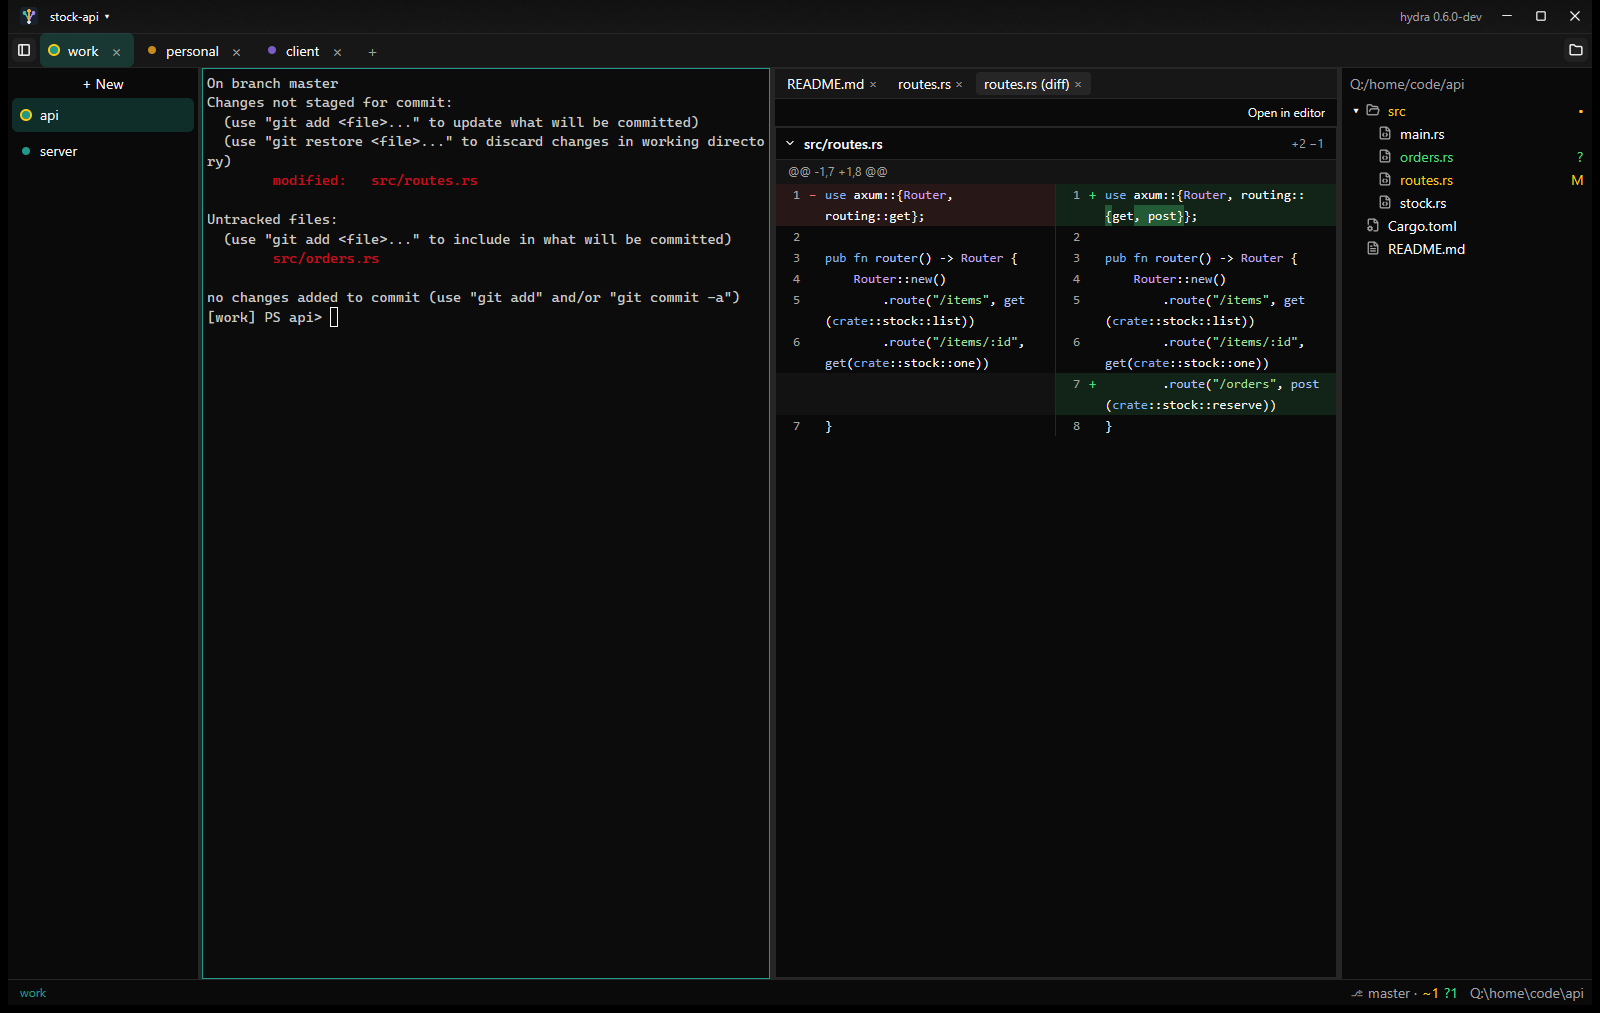 stock-api ▾
hydra 0.6.0-dev
work ×
personal ×
client ×
+
+ New
api
server
On branch master
Changes not staged for commit:
  (use "git add <file>..." to update what will be committed)
  (use "git restore <file>..." to discard changes in working directo
ry)
        modified:   src/routes.rs
Untracked files:
  (use "git add <file>..." to include in what will be committed)
        src/orders.rs
no changes added to commit (use "git add" and/or "git commit -a")
[work] PS api>
README.md ×
routes.rs ×
routes.rs (diff) ×
Open in editor
src/routes.rs
+2 −1
@@ -1,7 +1,8 @@
1 − use axum::{Router,
routing::get};
2
3 pub fn router() -> Router {
4     Router::new()
5         .route("/items", get
(crate::stock::list))
6         .route("/items/:id",
get(crate::stock::one))
7 }
1 + use axum::{Router, routing::
{get, post}};
2
3 pub fn router() -> Router {
4     Router::new()
5         .route("/items", get
(crate::stock::list))
6         .route("/items/:id",
get(crate::stock::one))
7 +         .route("/orders", post
(crate::stock::reserve))
8 }
Q:/home/code/api
src
main.rs
orders.rs ?
routes.rs M
stock.rs
Cargo.toml
README.md
work
master · ~1 ?1 Q:\home\code\api